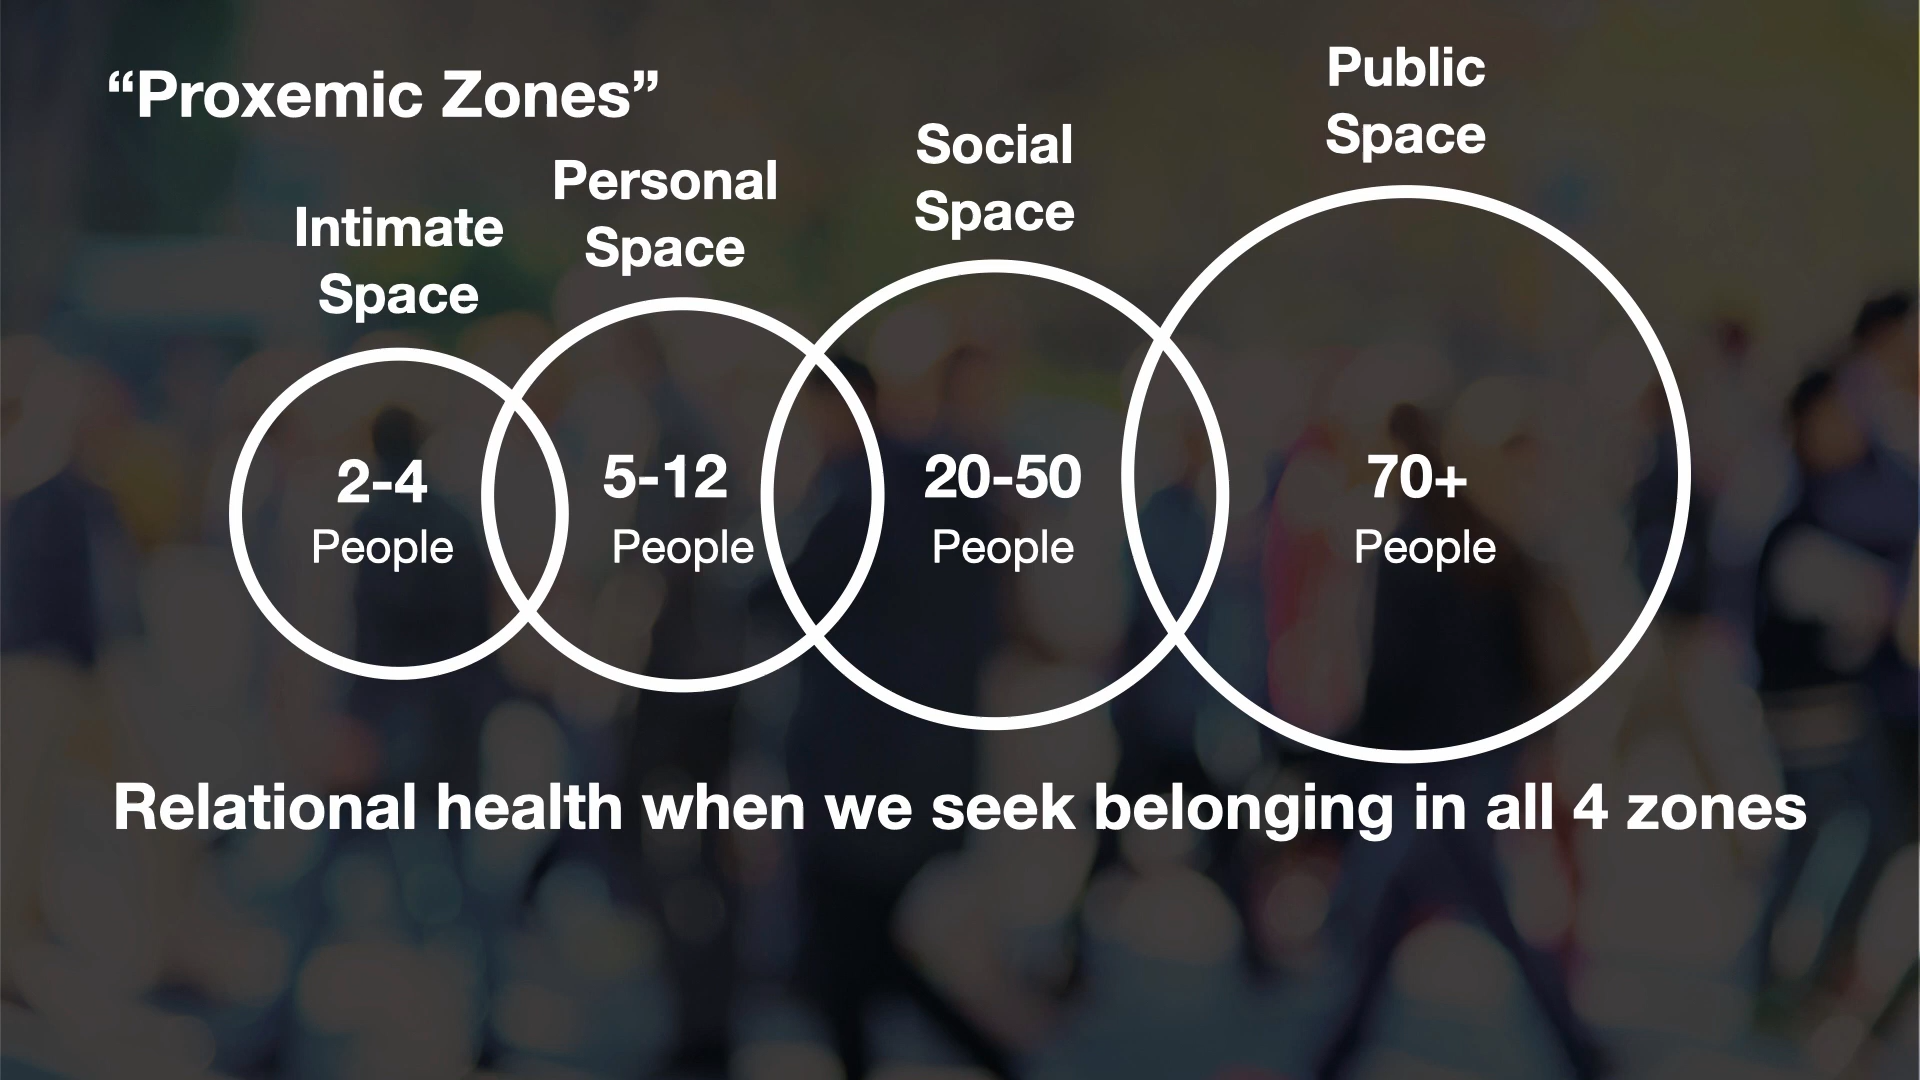 “Proxemic Zones”
Intimate
Space
Personal
Space
Social
Space
Public
Space
2-4
People
5-12
People
20-50
People
70+
People
Relational health when we seek belonging in all 4 zones